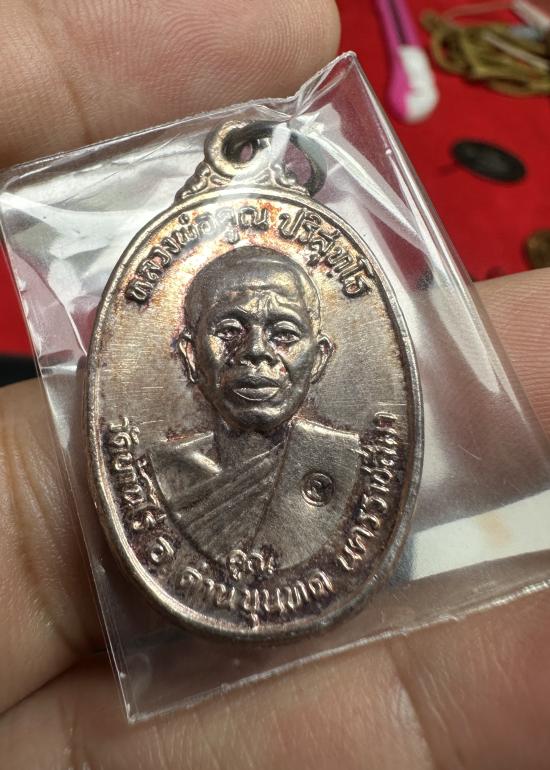 หลวงพ่อคูณ ปริสุทฺโธ
วัดบ้านไร่ อ.ด่านขุนทด นครราชสีมา
คูณ